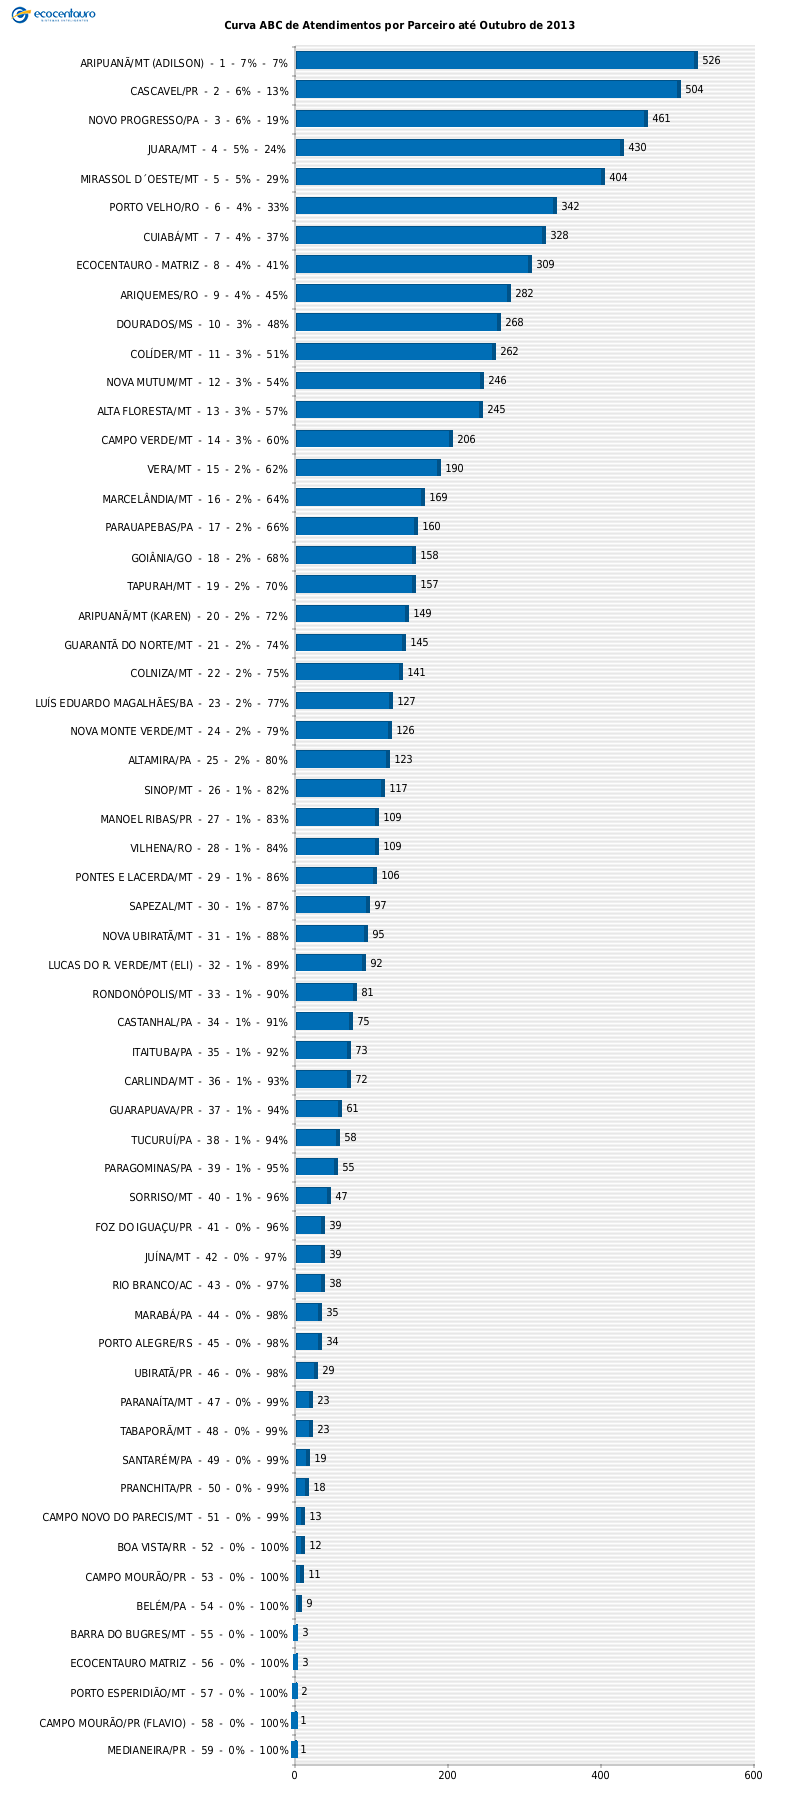 ecocentauro
Curva ABC de Atendimentos por Parceiro até Outubro de 2013
ARIPUANÃ/MT (ADILSON) - 1 - 7% - 7% 526
CASCAVEL/PR - 2 - 6% - 13% 504
NOVO PROGRESSO/PA - 3 - 6% - 19% 461
JUARA/MT - 4 - 5% - 24% 430
MIRASSOL D´OESTE/MT - 5 - 5% - 29% 404
PORTO VELHO/RO - 6 - 4% - 33% 342
CUIABÁ/MT - 7 - 4% - 37% 328
ECOCENTAURO - MATRIZ - 8 - 4% - 41% 309
ARIQUEMES/RO - 9 - 4% - 45% 282
DOURADOS/MS - 10 - 3% - 48% 268
COLÍDER/MT - 11 - 3% - 51% 262
NOVA MUTUM/MT - 12 - 3% - 54% 246
ALTA FLORESTA/MT - 13 - 3% - 57% 245
CAMPO VERDE/MT - 14 - 3% - 60% 206
VERA/MT - 15 - 2% - 62% 190
MARCELÂNDIA/MT - 16 - 2% - 64% 169
PARAUAPEBAS/PA - 17 - 2% - 66% 160
GOIÂNIA/GO - 18 - 2% - 68% 158
TAPURAH/MT - 19 - 2% - 70% 157
ARIPUANÃ/MT (KAREN) - 20 - 2% - 72% 149
GUARANTÃ DO NORTE/MT - 21 - 2% - 74% 145
COLNIZA/MT - 22 - 2% - 75% 141
LUÍS EDUARDO MAGALHÃES/BA - 23 - 2% - 77% 127
NOVA MONTE VERDE/MT - 24 - 2% - 79% 126
ALTAMIRA/PA - 25 - 2% - 80% 123
SINOP/MT - 26 - 1% - 82% 117
MANOEL RIBAS/PR - 27 - 1% - 83% 109
VILHENA/RO - 28 - 1% - 84% 109
PONTES E LACERDA/MT - 29 - 1% - 86% 106
SAPEZAL/MT - 30 - 1% - 87% 97
NOVA UBIRATÃ/MT - 31 - 1% - 88% 95
LUCAS DO R. VERDE/MT (ELI) - 32 - 1% - 89% 92
RONDONÓPOLIS/MT - 33 - 1% - 90% 81
CASTANHAL/PA - 34 - 1% - 91% 75
ITAITUBA/PA - 35 - 1% - 92% 73
CARLINDA/MT - 36 - 1% - 93% 72
GUARAPUAVA/PR - 37 - 1% - 94% 61
TUCURUÍ/PA - 38 - 1% - 94% 58
PARAGOMINAS/PA - 39 - 1% - 95% 55
SORRISO/MT - 40 - 1% - 96% 47
FOZ DO IGUAÇU/PR - 41 - 0% - 96% 39
JUÍNA/MT - 42 - 0% - 97% 39
RIO BRANCO/AC - 43 - 0% - 97% 38
MARABÁ/PA - 44 - 0% - 98% 35
PORTO ALEGRE/RS - 45 - 0% - 98% 34
UBIRATÃ/PR - 46 - 0% - 98% 29
PARANAÍTA/MT - 47 - 0% - 99% 23
TABAPORÃ/MT - 48 - 0% - 99% 23
SANTARÉM/PA - 49 - 0% - 99% 19
PRANCHITA/PR - 50 - 0% - 99% 18
CAMPO NOVO DO PARECIS/MT - 51 - 0% - 99% 13
BOA VISTA/RR - 52 - 0% - 100% 12
CAMPO MOURÃO/PR - 53 - 0% - 100% 11
BELÉM/PA - 54 - 0% - 100% 9
BARRA DO BUGRES/MT - 55 - 0% - 100% 3
ECOCENTAURO MATRIZ - 56 - 0% - 100% 3
PORTO ESPERIDIÃO/MT - 57 - 0% - 100% 2
CAMPO MOURÃO/PR (FLAVIO) - 58 - 0% - 100% 1
MEDIANEIRA/PR - 59 - 0% - 100% 1
0 200 400 600